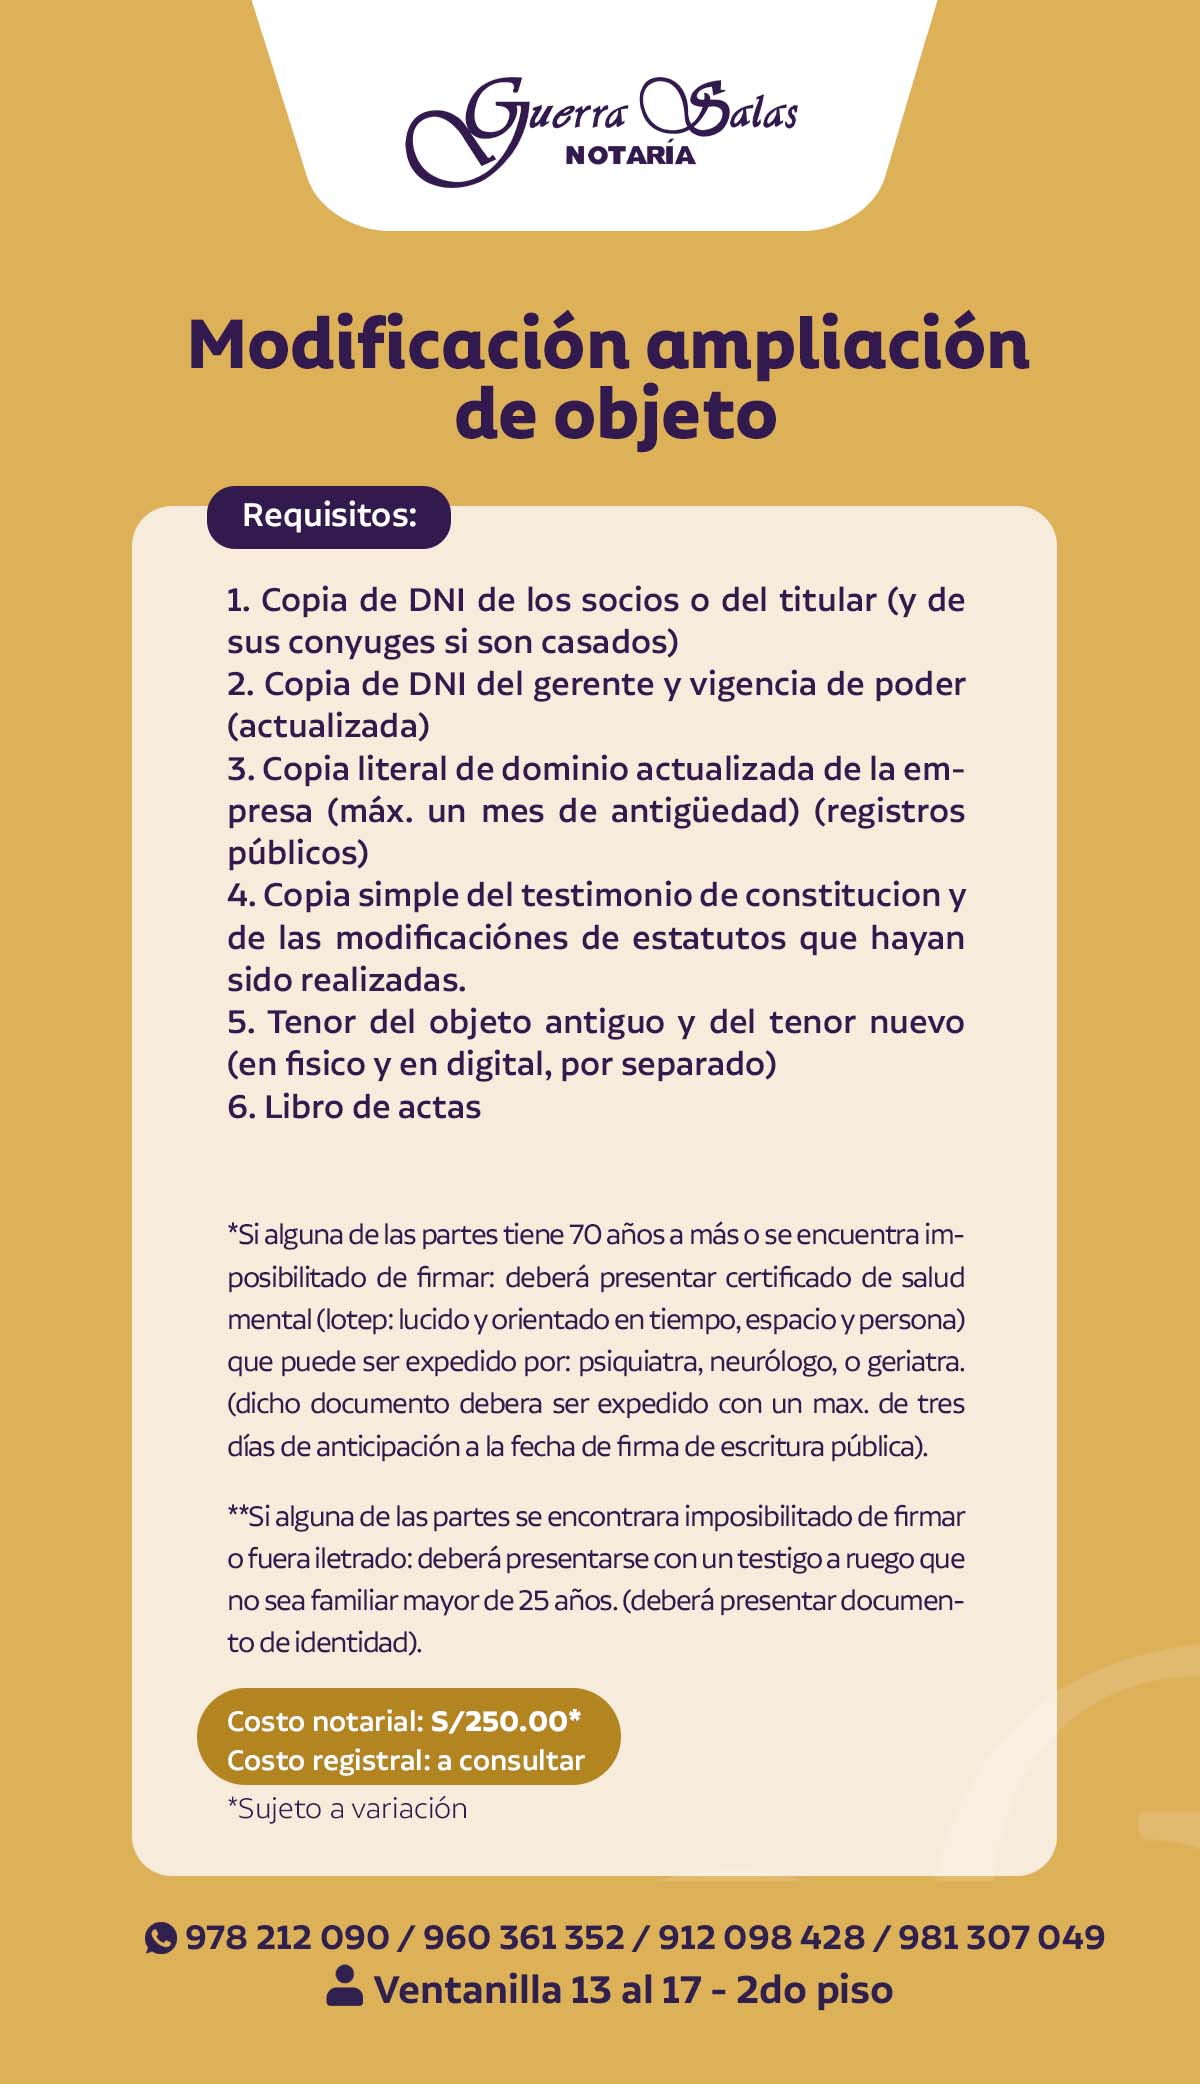 Guerra Salas
NOTARÍA
Modificación ampliación
de objeto
Requisitos:
1. Copia de DNI de los socios o del titular (y de
sus conyuges si son casados)
2. Copia de DNI del gerente y vigencia de poder
(actualizada)
3. Copia literal de dominio actualizada de la em-
presa (máx. un mes de antigüedad) (registros
públicos)
4. Copia simple del testimonio de constitucion y
de las modificaciónes de estatutos que hayan
sido realizadas.
5. Tenor del objeto antiguo y del tenor nuevo
(en fisico y en digital, por separado)
6. Libro de actas
*Si alguna de las partes tiene 70 años a más o se encuentra im-
posibilitado de firmar: deberá presentar certificado de salud
mental (lotep: lucido y orientado en tiempo, espacio y persona)
que puede ser expedido por: psiquiatra, neurólogo, o geriatra.
(dicho documento debera ser expedido con un max. de tres
días de anticipación a la fecha de firma de escritura pública).
**Si alguna de las partes se encontrara imposibilitado de firmar
o fuera iletrado: deberá presentarse con un testigo a ruego que
no sea familiar mayor de 25 años. (deberá presentar documen-
to de identidad).
Costo notarial: S/250.00*
Costo registral: a consultar
*Sujeto a variación
978 212 090 / 960 361 352 / 912 098 428 / 981 307 049
Ventanilla 13 al 17 - 2do piso